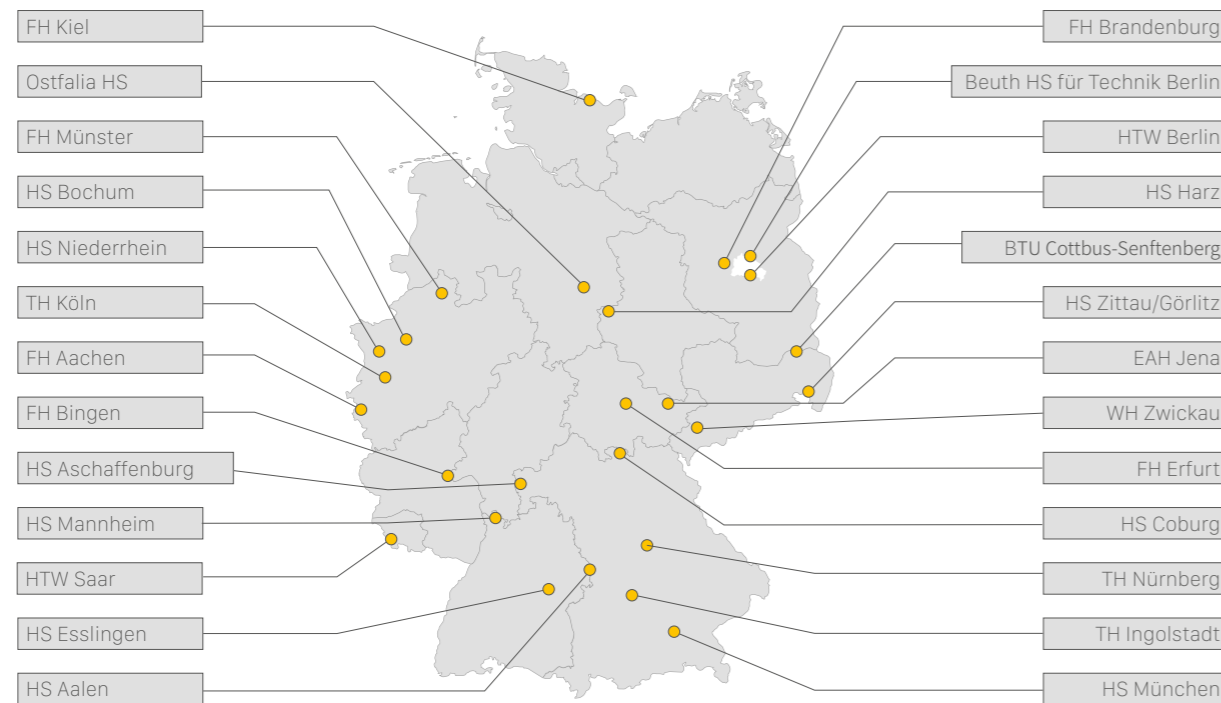 FH Kiel
Ostfalia HS
FH Münster
HS Bochum
HS Niederrhein
TH Köln
FH Aachen
FH Bingen
HS Aschaffenburg
HS Mannheim
HTW Saar
HS Esslingen
HS Aalen
FH Brandenburg
Beuth HS für Technik Berlin
HTW Berlin
HS Harz
BTU Cottbus-Senftenberg
HS Zittau/Görlitz
EAH Jena
WH Zwickau
FH Erfurt
HS Coburg
TH Nürnberg
TH Ingolstadt
HS München